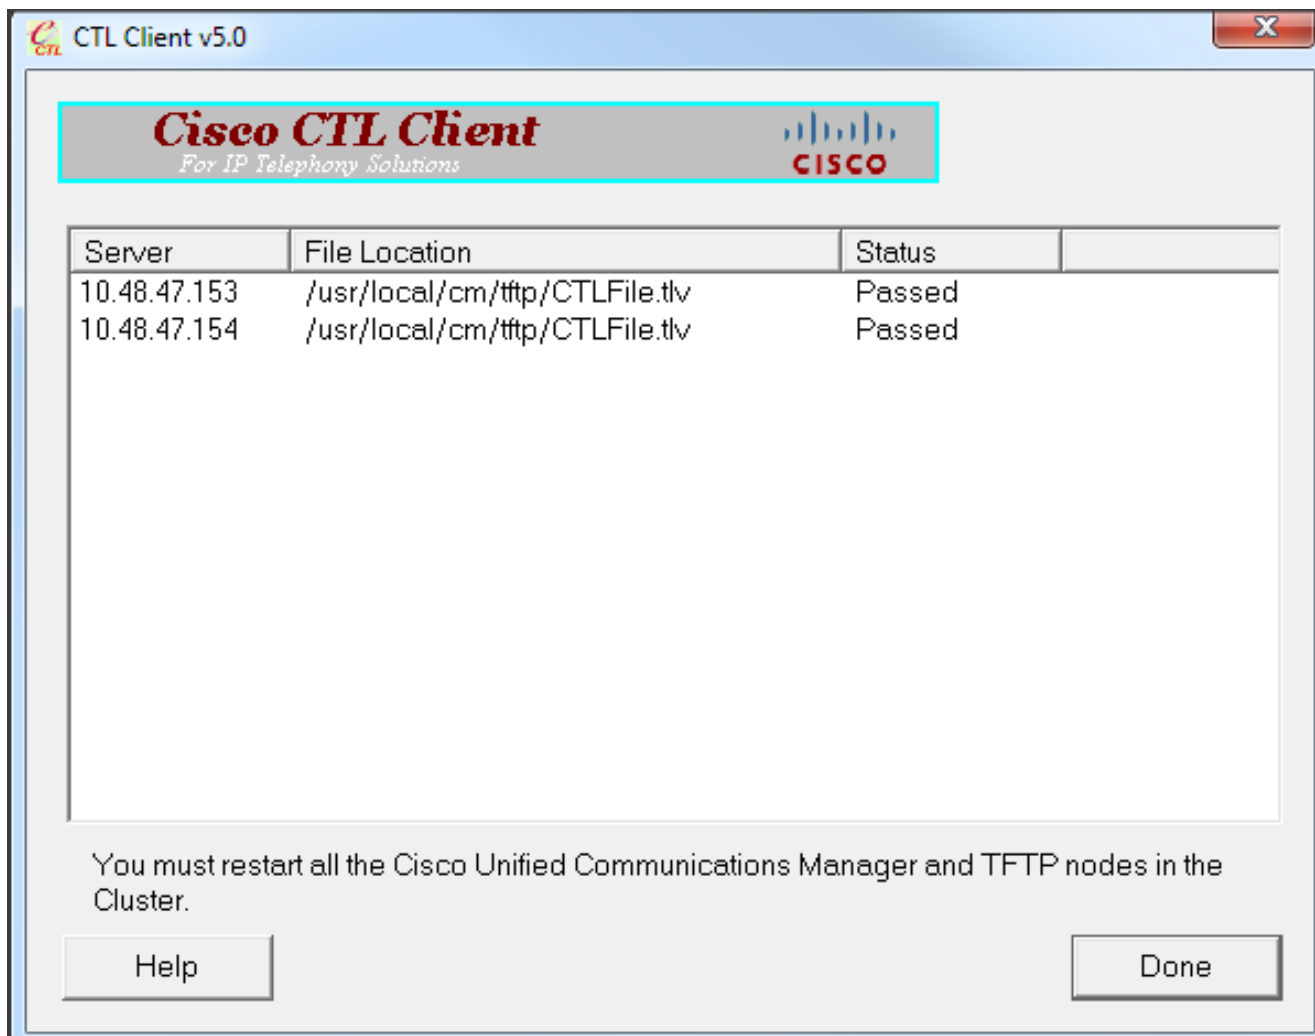 CTL Client v5.0
Cisco CTL Client
For IP Telephony Solutions
CISCO
Server File Location Status
10.48.47.153 /usr/local/cm/tftp/CTLFile.tlv Passed
10.48.47.154 /usr/local/cm/tftp/CTLFile.tlv Passed
You must restart all the Cisco Unified Communications Manager and TFTP nodes in the
Cluster.
Help Done